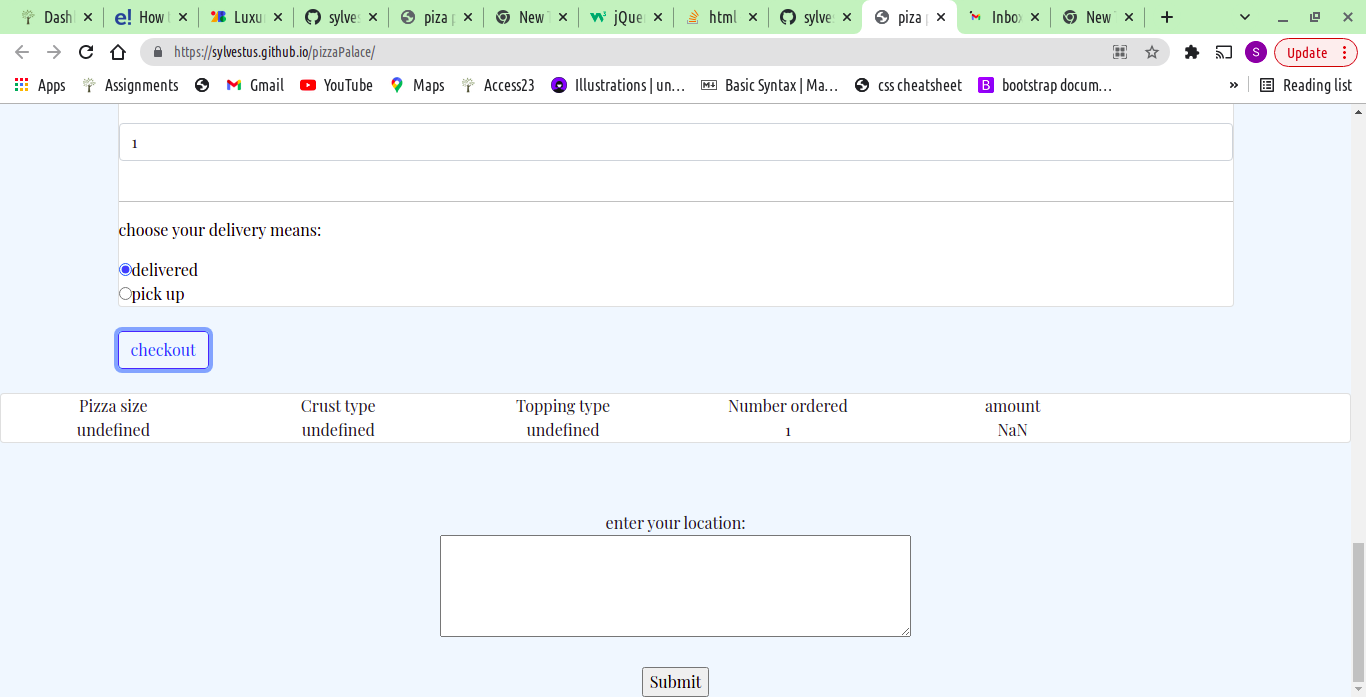 Dash How Luxu sylves piza New jQue html sylve piza Inbox New
https://sylvestus.github.io/pizzaPalace/ S Update
Apps Assignments Gmail YouTube Maps Access23 Illustrations | un... Basic Syntax | Ma... css cheatsheet bootstrap docum... » Reading list
1
choose your delivery means:
delivered
pick up
checkout
Pizza size Crust type Topping type Number ordered amount
undefined undefined undefined 1 NaN
enter your location:
Submit